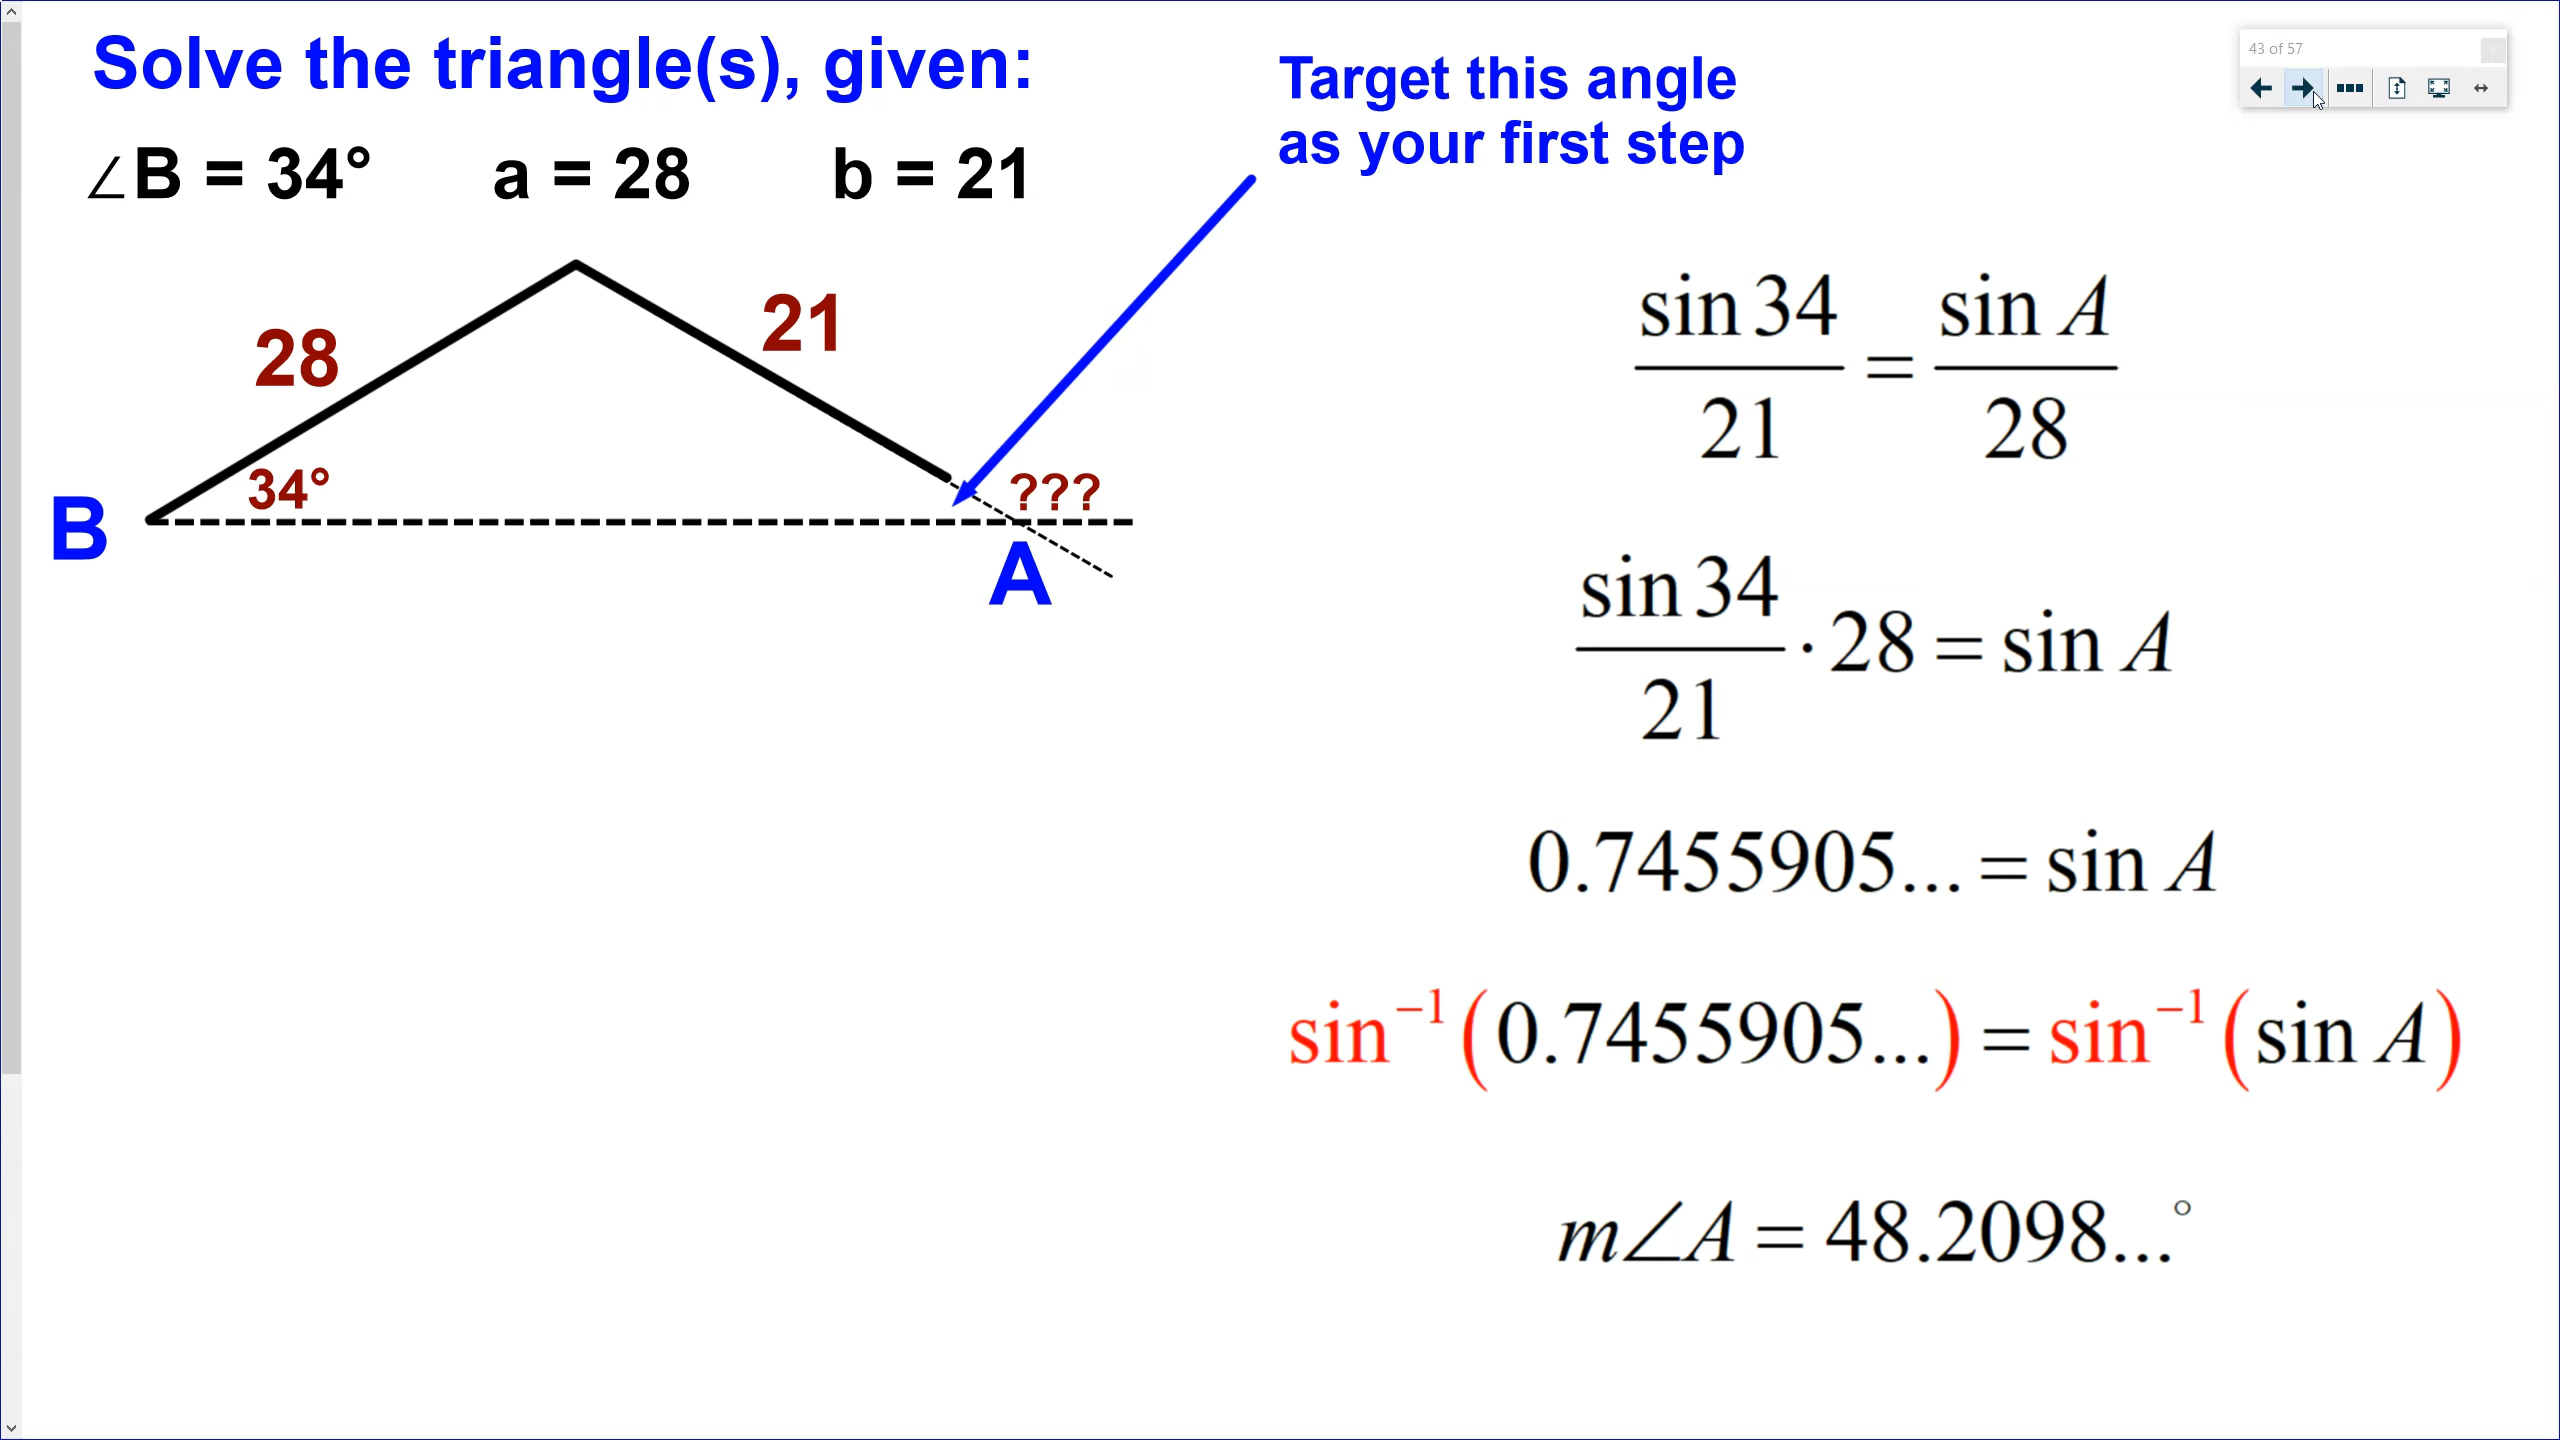 Solve the triangle(s), given:
∠B = 34° a = 28 b = 21
Target this angle
as your first step
43 of 57
28
21
34°
???
B
A
sin 34 / 21 = sin A / 28
sin 34 / 21 · 28 = sin A
0.7455905... = sin A
sin⁻¹(0.7455905...) = sin⁻¹(sin A)
m∠A = 48.2098...°